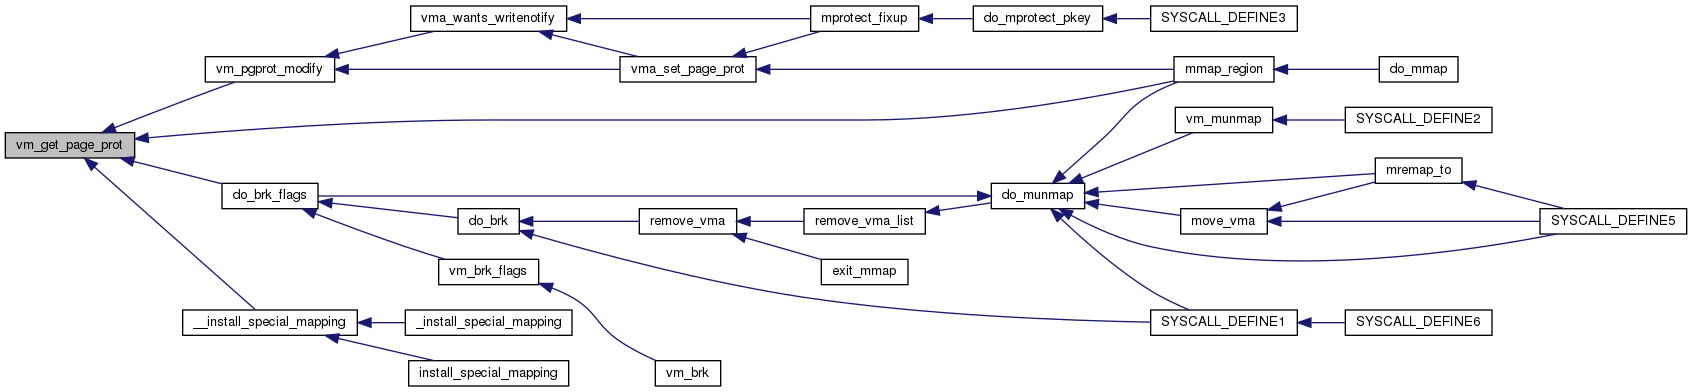 vma_wants_writenotify
mprotect_fixup
do_mprotect_pkey
SYSCALL_DEFINE3
vm_pgprot_modify
vma_set_page_prot
mmap_region
do_mmap
vm_munmap
SYSCALL_DEFINE2
vm_get_page_prot
mremap_to
do_brk_flags
do_munmap
do_brk
remove_vma
remove_vma_list
move_vma
SYSCALL_DEFINE5
vm_brk_flags
exit_mmap
__install_special_mapping
_install_special_mapping
SYSCALL_DEFINE1
SYSCALL_DEFINE6
install_special_mapping
vm_brk